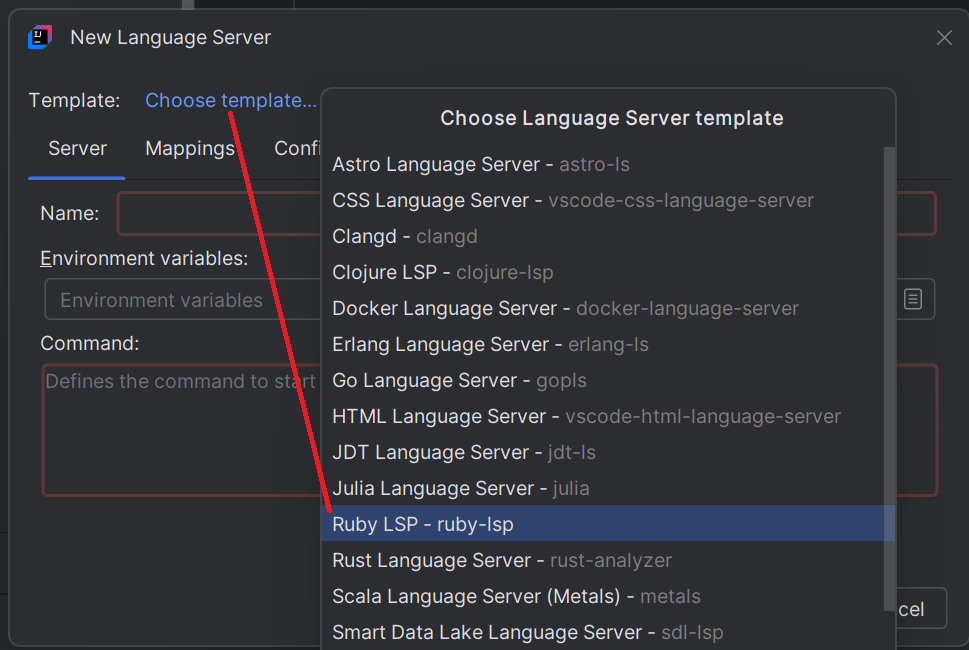 New Language Server
Template: Choose template...
Server Mappings Confi
Name:
Environment variables:
Environment variables
Command:
Defines the command to start
Choose Language Server template
Astro Language Server - astro-ls
CSS Language Server - vscode-css-language-server
Clangd - clangd
Clojure LSP - clojure-lsp
Docker Language Server - docker-language-server
Erlang Language Server - erlang-ls
Go Language Server - gopls
HTML Language Server - vscode-html-language-server
JDT Language Server - jdt-ls
Julia Language Server - julia
Ruby LSP - ruby-lsp
Rust Language Server - rust-analyzer
Scala Language Server (Metals) - metals
Smart Data Lake Language Server - sdl-lsp
cel